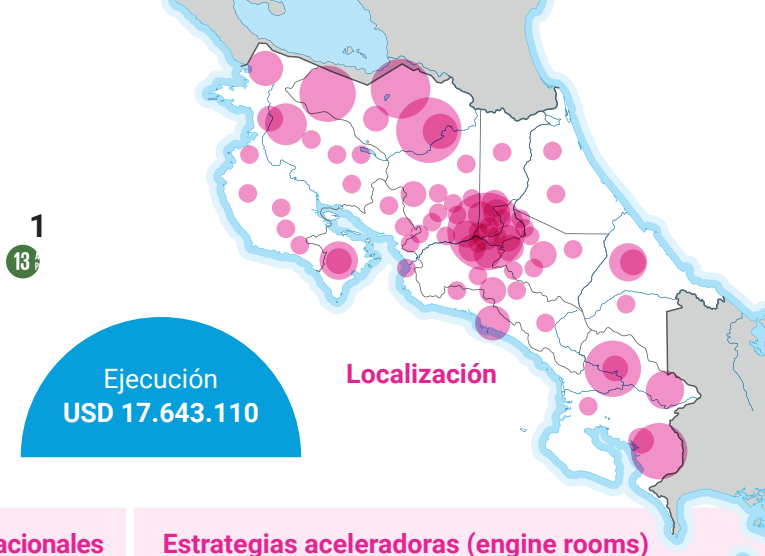 1
13
Ejecución
USD 17.643.110
Localización
acionales
Estrategias aceleradoras (engine rooms)